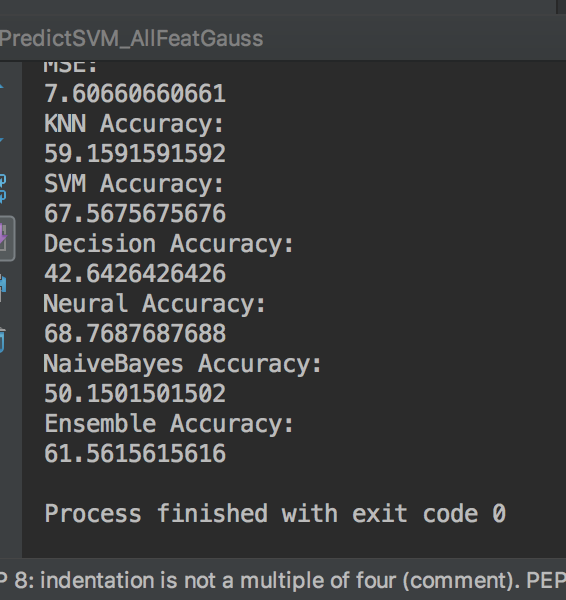 PredictSVM_AllFeatGauss
MSE:
7.60660660661
KNN Accuracy:
59.1591591592
SVM Accuracy:
67.5675675676
Decision Accuracy:
42.6426426426
Neural Accuracy:
68.7687687688
NaiveBayes Accuracy:
50.1501501502
Ensemble Accuracy:
61.5615615616
Process finished with exit code 0
P 8: indentation is not a multiple of four (comment). PEP